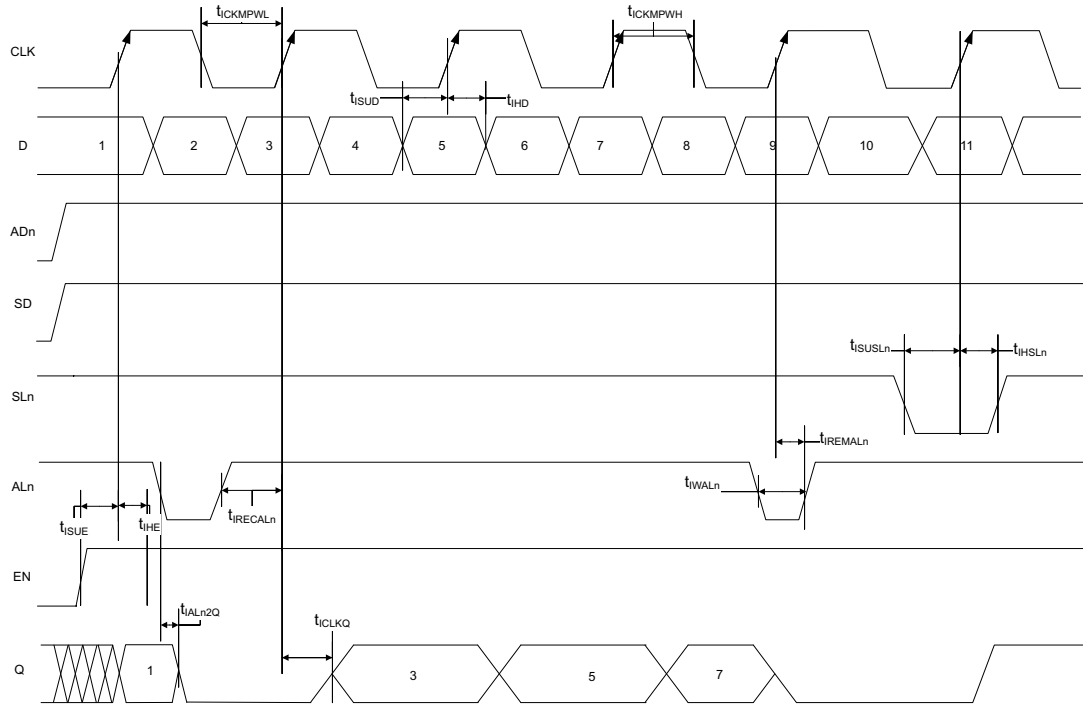 tICKMPWL
tICKMPWH
CLK
tISUD
tIHD
D
1 2 3 4 5 6 7 8 9 10 11
ADn
SD
tISUSLn
tIHSLn
SLn
tIREMALn
ALn
tIWALn
tISUE
tIHE
tIRECALn
EN
tIALn2Q
tICLKQ
Q
1 3 5 7